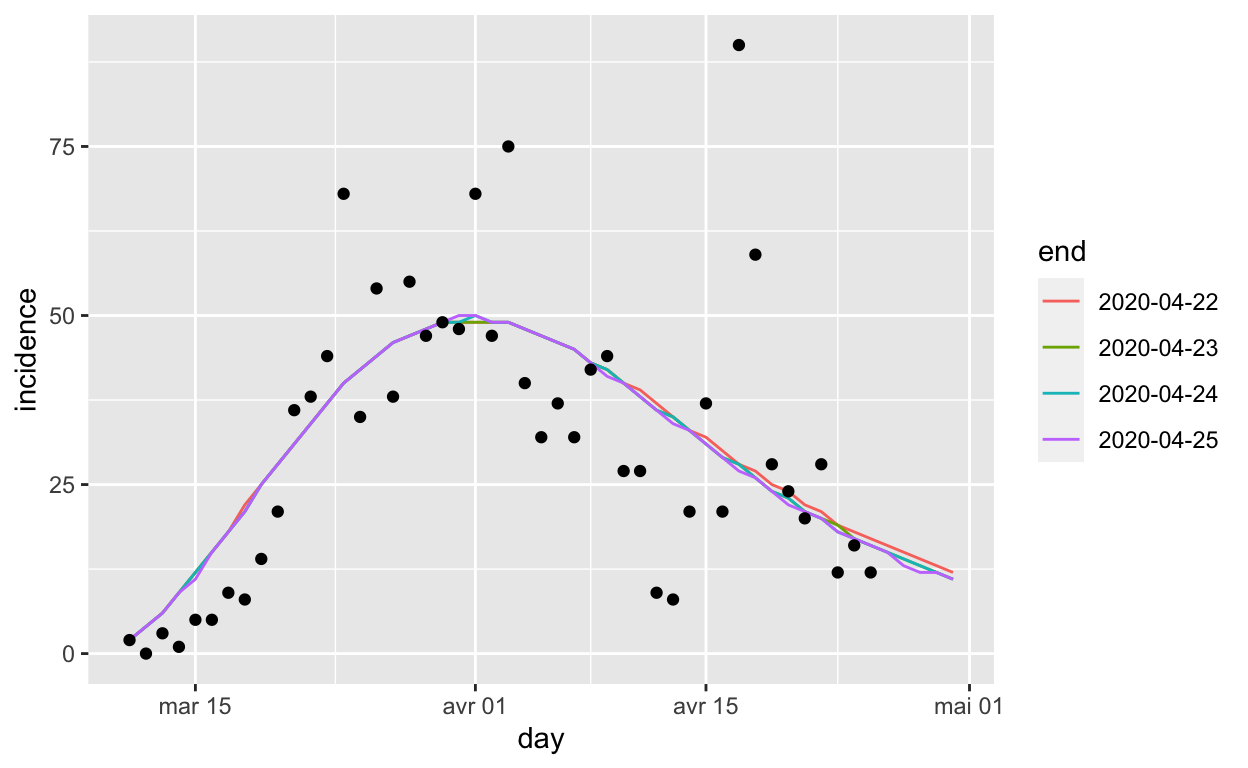 75
50
25
0
incidence
mar 15
avr 01
avr 15
mai 01
day
end
2020-04-22
2020-04-23
2020-04-24
2020-04-25